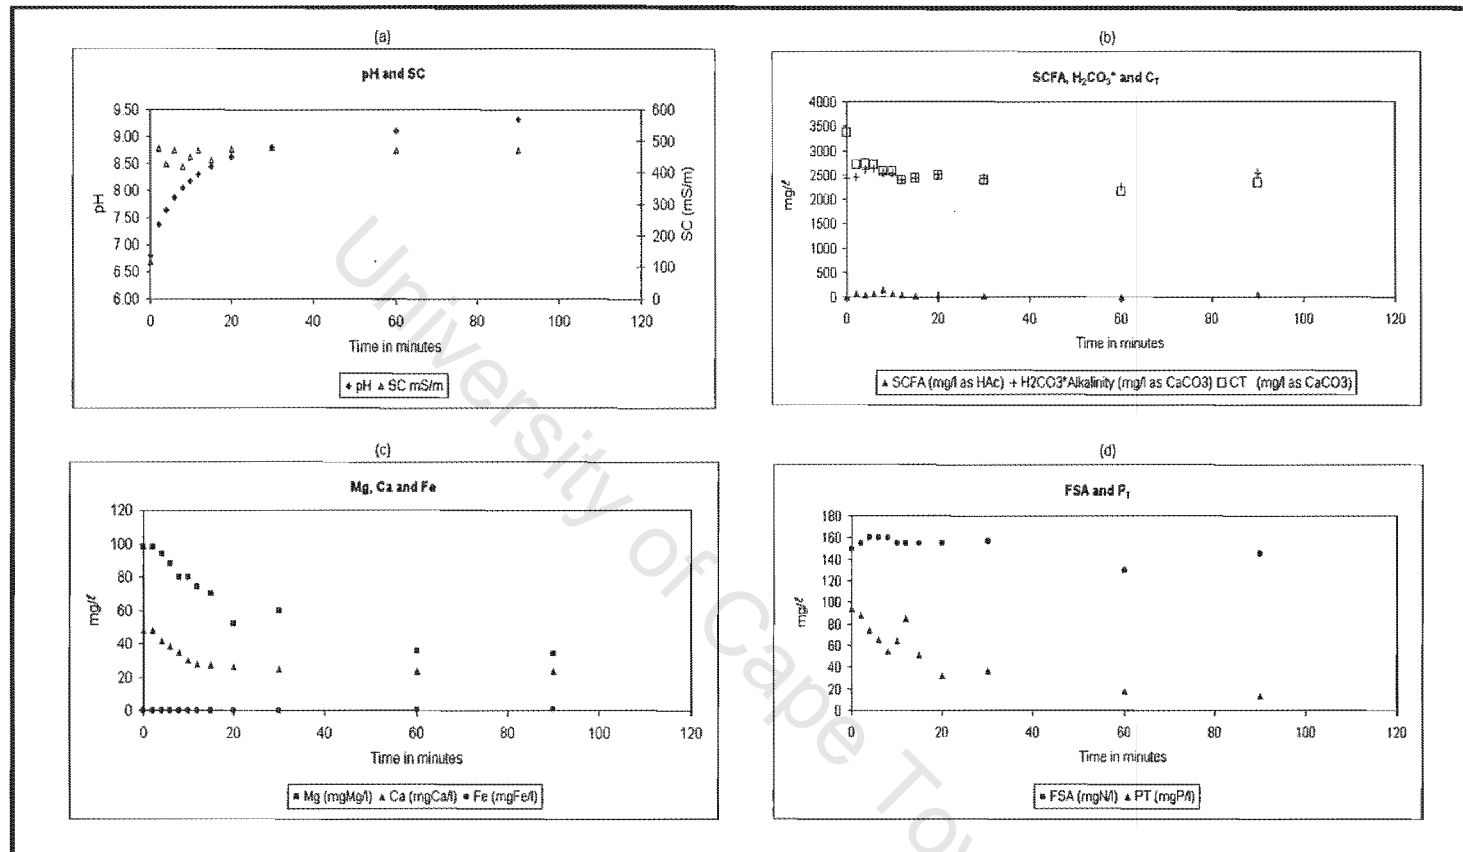 (a)
pH and SC
9.50
9.00
8.50
8.00
7.50
7.00
6.50
6.00
pH
600
500
400
300
200
100
0
SC (mS/m)
0 20 40 60 80 100 120
Time in minutes
pH SC mS/m
(b)
SCFA, H₂CO₃* and C_T
4000
3500
3000
2500
2000
1500
1000
500
0
mg/ℓ
0 20 40 60 80 100 120
Time in minutes
SCFA (mg/l as HAc) + H2CO3*Alkalinity (mg/l as CaCO3) CT (mg/l as CaCO3)
(c)
Mg, Ca and Fe
120
100
80
60
40
20
0
mg/ℓ
0 20 40 60 80 100 120
Time in minutes
Mg (mgMg/l) Ca (mgCa/l) Fe (mgFe/l)
(d)
FSA and P_T
180
160
140
120
100
80
60
40
20
0
mg/ℓ
0 20 40 60 80 100 120
Time in minutes
FSA (mgN/l) PT (mgP/l)
University of Cape Tow